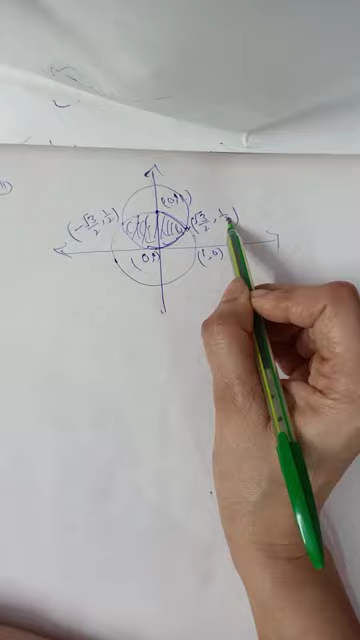 (0,1)
(-√3/2, 1/2) (√3/2, 1/2)
(0,0) (1,0)